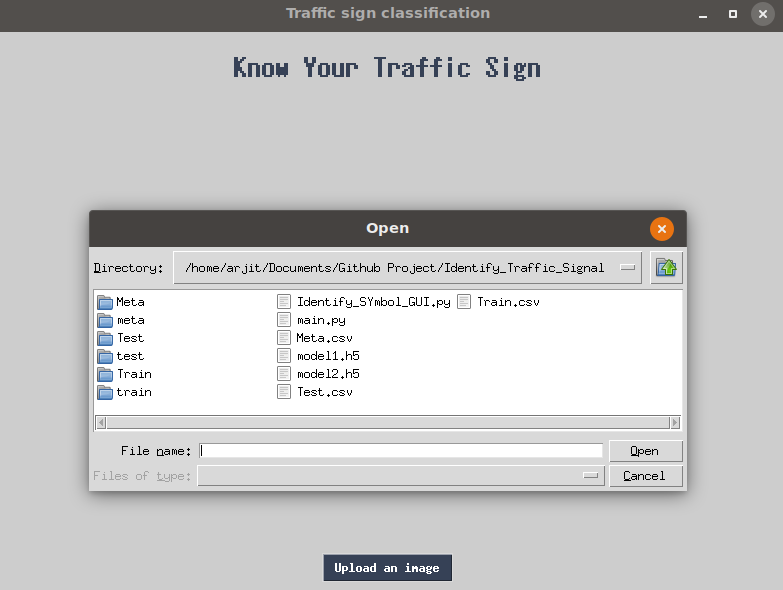 Traffic sign classification
Know Your Traffic Sign
Open
Directory: /home/arjit/Documents/Github Project/Identify_Traffic_Signal
Meta Identify_SYmbol_GUI.py Train.csv
meta main.py
Test Meta.csv
test model1.h5
Train model2.h5
train Test.csv
File name: Open
Files of type: Cancel
Upload an image